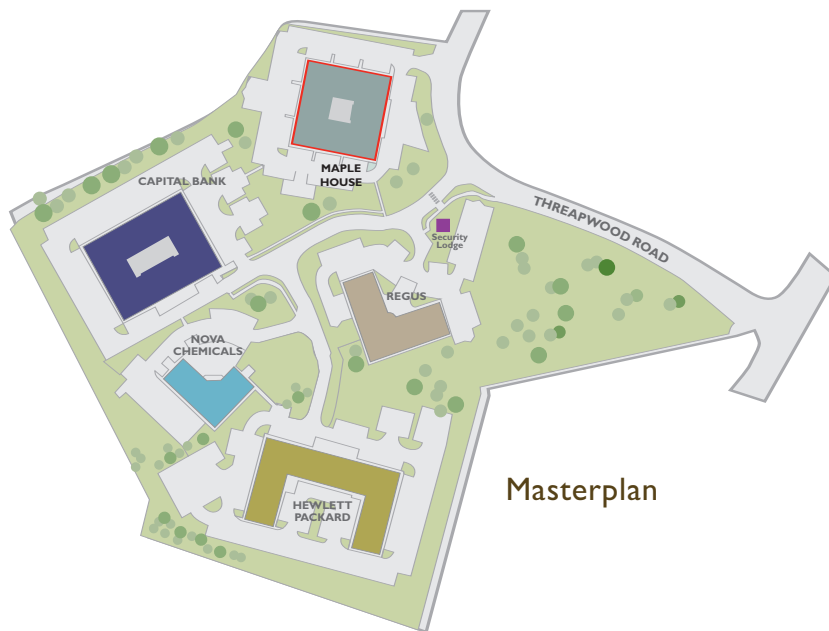 MAPLE
HOUSE
CAPITAL BANK
THREAPWOOD ROAD
Security
Lodge
REGUS
NOVA
CHEMICALS
HEWLETT
PACKARD
Masterplan